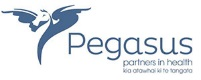 Pegasus
partners in health
kia atawhai ki te tangata